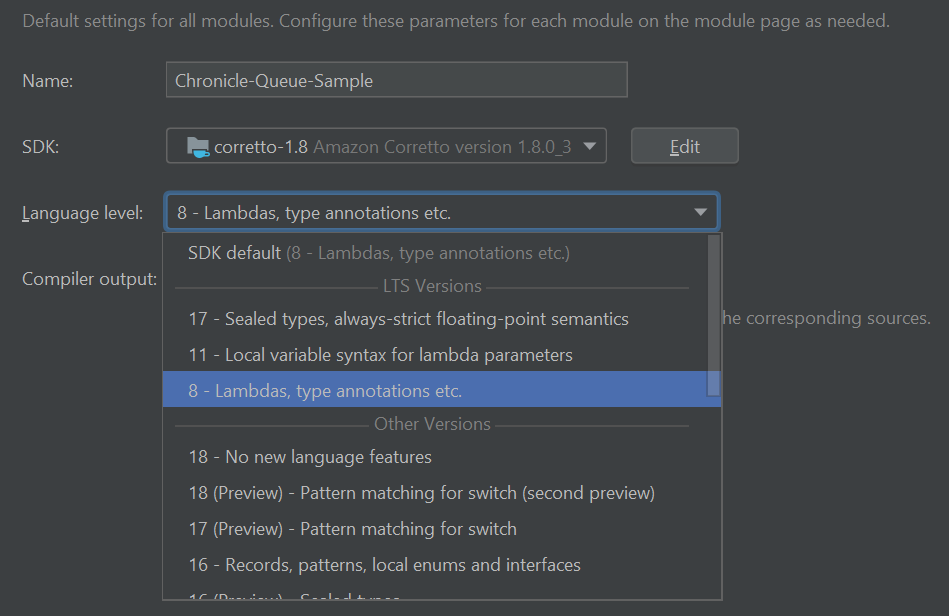 Default settings for all modules. Configure these parameters for each module on the module page as needed.
Name: Chronicle-Queue-Sample
SDK: corretto-1.8 Amazon Corretto version 1.8.0_3 Edit
Language level: 8 - Lambdas, type annotations etc.
SDK default (8 - Lambdas, type annotations etc.)
Compiler output:
LTS Versions
17 - Sealed types, always-strict floating-point semantics
he corresponding sources.
11 - Local variable syntax for lambda parameters
8 - Lambdas, type annotations etc.
Other Versions
18 - No new language features
18 (Preview) - Pattern matching for switch (second preview)
17 (Preview) - Pattern matching for switch
16 - Records, patterns, local enums and interfaces
16 (Preview) - Sealed types